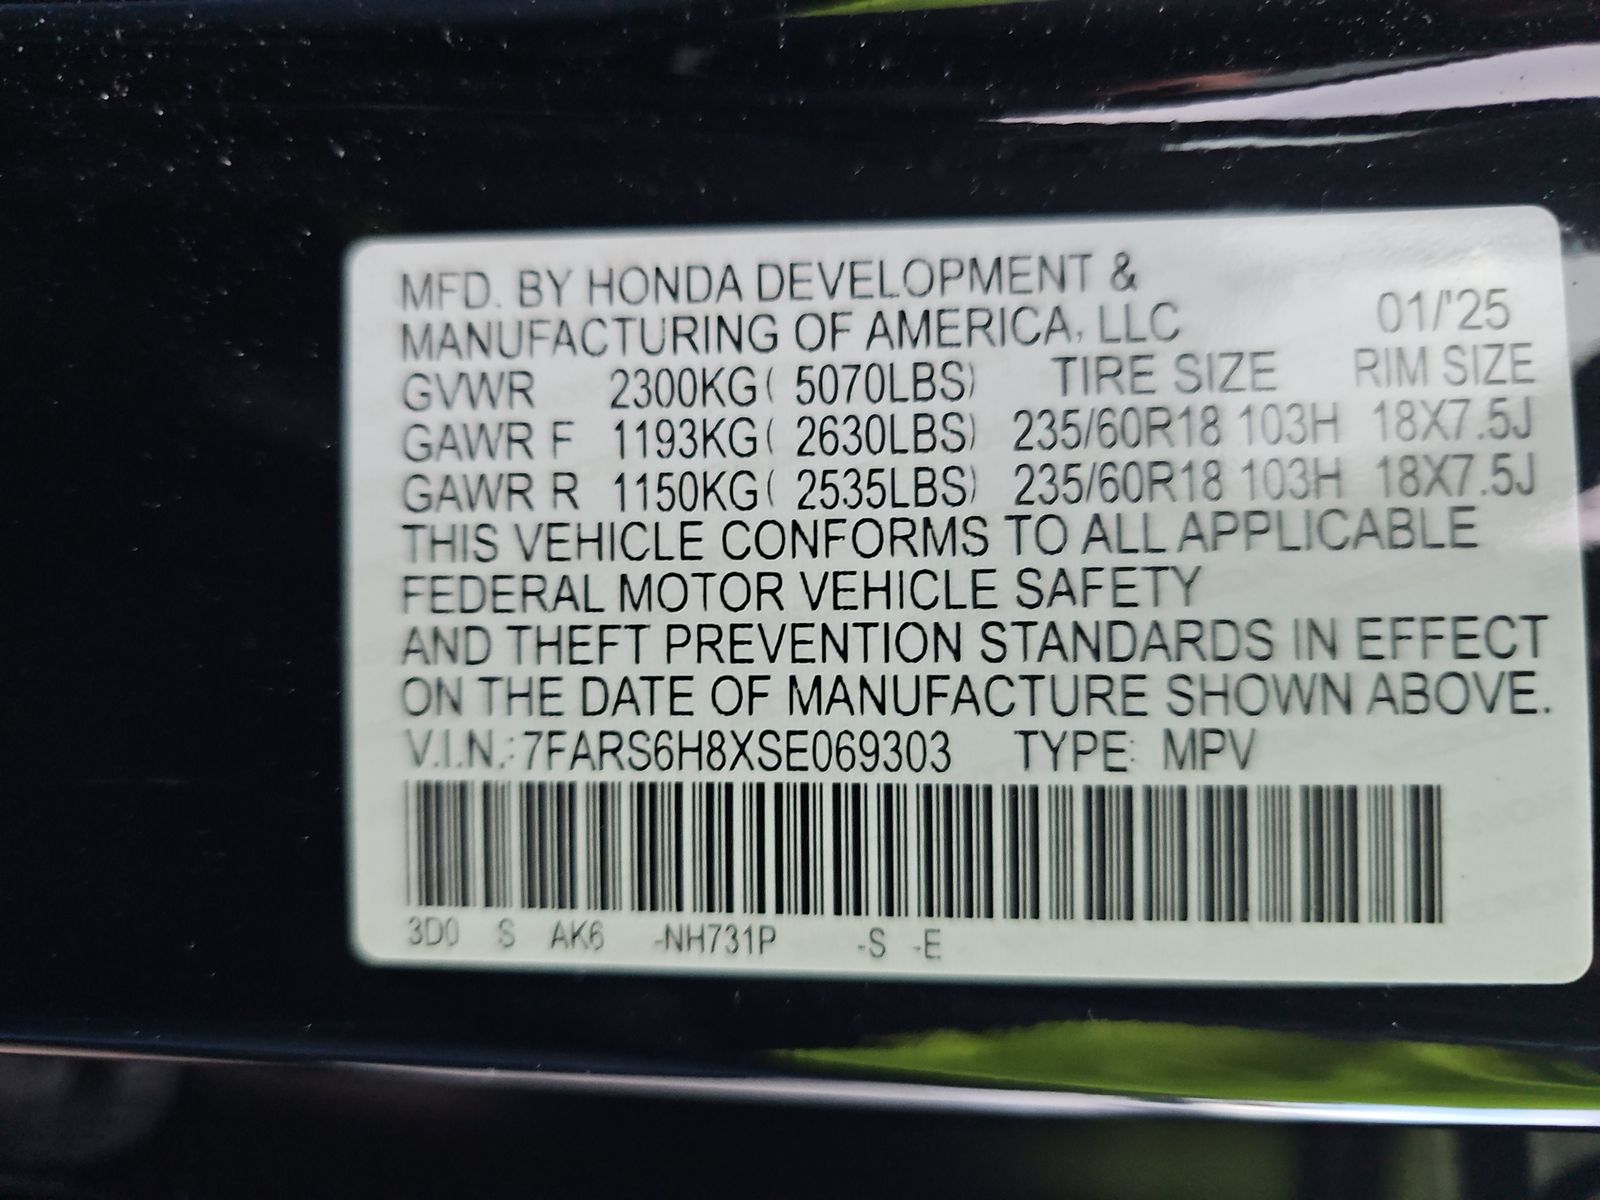 MFD. BY HONDA DEVELOPMENT &
MANUFACTURING OF AMERICA, LLC 01/'25
GVWR 2300KG( 5070LBS) TIRE SIZE RIM SIZE
GAWR F 1193KG( 2630LBS) 235/60R18 103H 18X7.5J
GAWR R 1150KG( 2535LBS) 235/60R18 103H 18X7.5J
THIS VEHICLE CONFORMS TO ALL APPLICABLE
FEDERAL MOTOR VEHICLE SAFETY
AND THEFT PREVENTION STANDARDS IN EFFECT
ON THE DATE OF MANUFACTURE SHOWN ABOVE.
V.I.N.: 7FARS6H8XSE069303 TYPE: MPV
3D0 S AK6 -NH731P -S -E